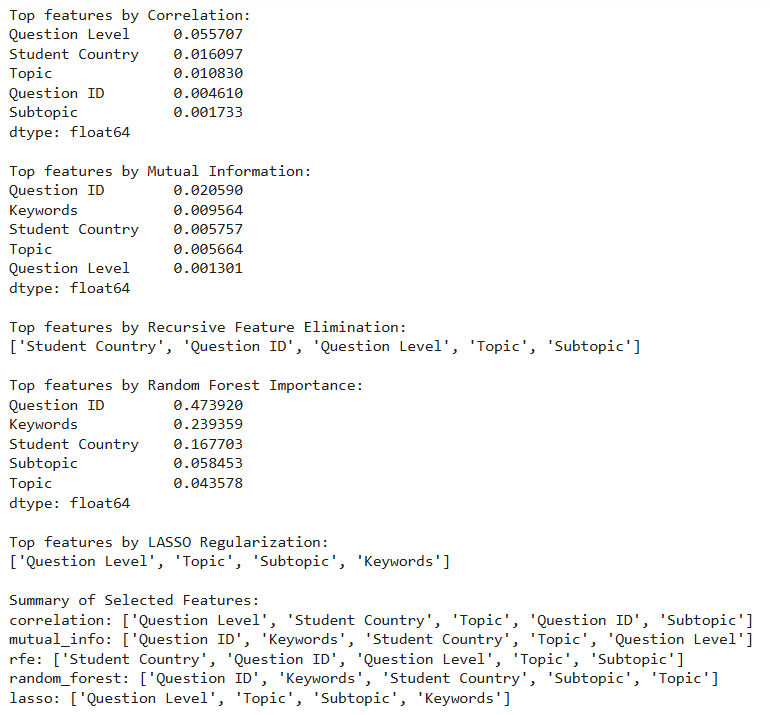 Top features by Correlation:
Question Level     0.055707
Student Country    0.016097
Topic              0.010830
Question ID        0.004610
Subtopic           0.001733
dtype: float64

Top features by Mutual Information:
Question ID        0.020590
Keywords           0.009564
Student Country    0.005757
Topic              0.005664
Question Level     0.001301
dtype: float64

Top features by Recursive Feature Elimination:
['Student Country', 'Question ID', 'Question Level', 'Topic', 'Subtopic']

Top features by Random Forest Importance:
Question ID        0.473920
Keywords           0.239359
Student Country    0.167703
Subtopic           0.058453
Topic              0.043578
dtype: float64

Top features by LASSO Regularization:
['Question Level', 'Topic', 'Subtopic', 'Keywords']

Summary of Selected Features:
correlation: ['Question Level', 'Student Country', 'Topic', 'Question ID', 'Subtopic']
mutual_info: ['Question ID', 'Keywords', 'Student Country', 'Topic', 'Question Level']
rfe: ['Student Country', 'Question ID', 'Question Level', 'Topic', 'Subtopic']
random_forest: ['Question ID', 'Keywords', 'Student Country', 'Subtopic', 'Topic']
lasso: ['Question Level', 'Topic', 'Subtopic', 'Keywords']